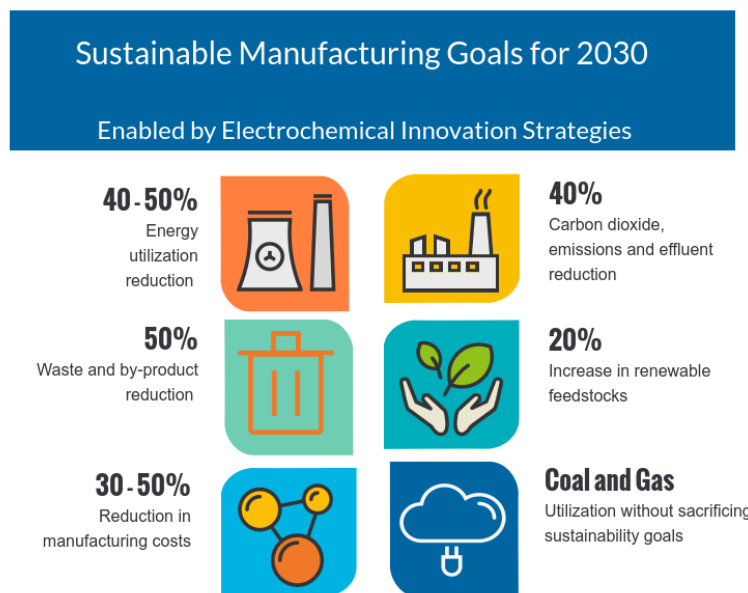 Sustainable Manufacturing Goals for 2030
Enabled by Electrochemical Innovation Strategies
40-50%
Energy
utilization
reduction
40%
Carbon dioxide,
emissions and effluent
reduction
50%
Waste and by-product
reduction
20%
Increase in renewable
feedstocks
30-50%
Reduction in
manufacturing costs
Coal and Gas
Utilization without sacrificing
sustainability goals